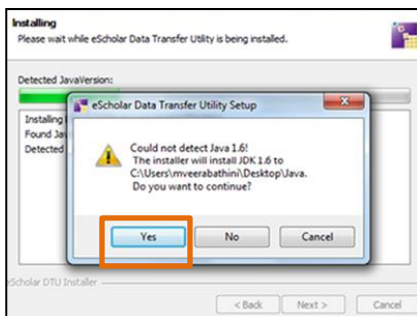 Installing
Please wait while eScholar Data Transfer Utility is being installed.
Detected JavaVersion:
eScholar Data Transfer Utility Setup
Installing
Found Jav
Detected
Could not detect Java 1.6!
The installer will install JDK 1.6 to
C:\Users\mveerabathini\Desktop\Java.
Do you want to continue?
Yes
No
Cancel
eScholar DTU Installer
< Back
Next >
Cancel